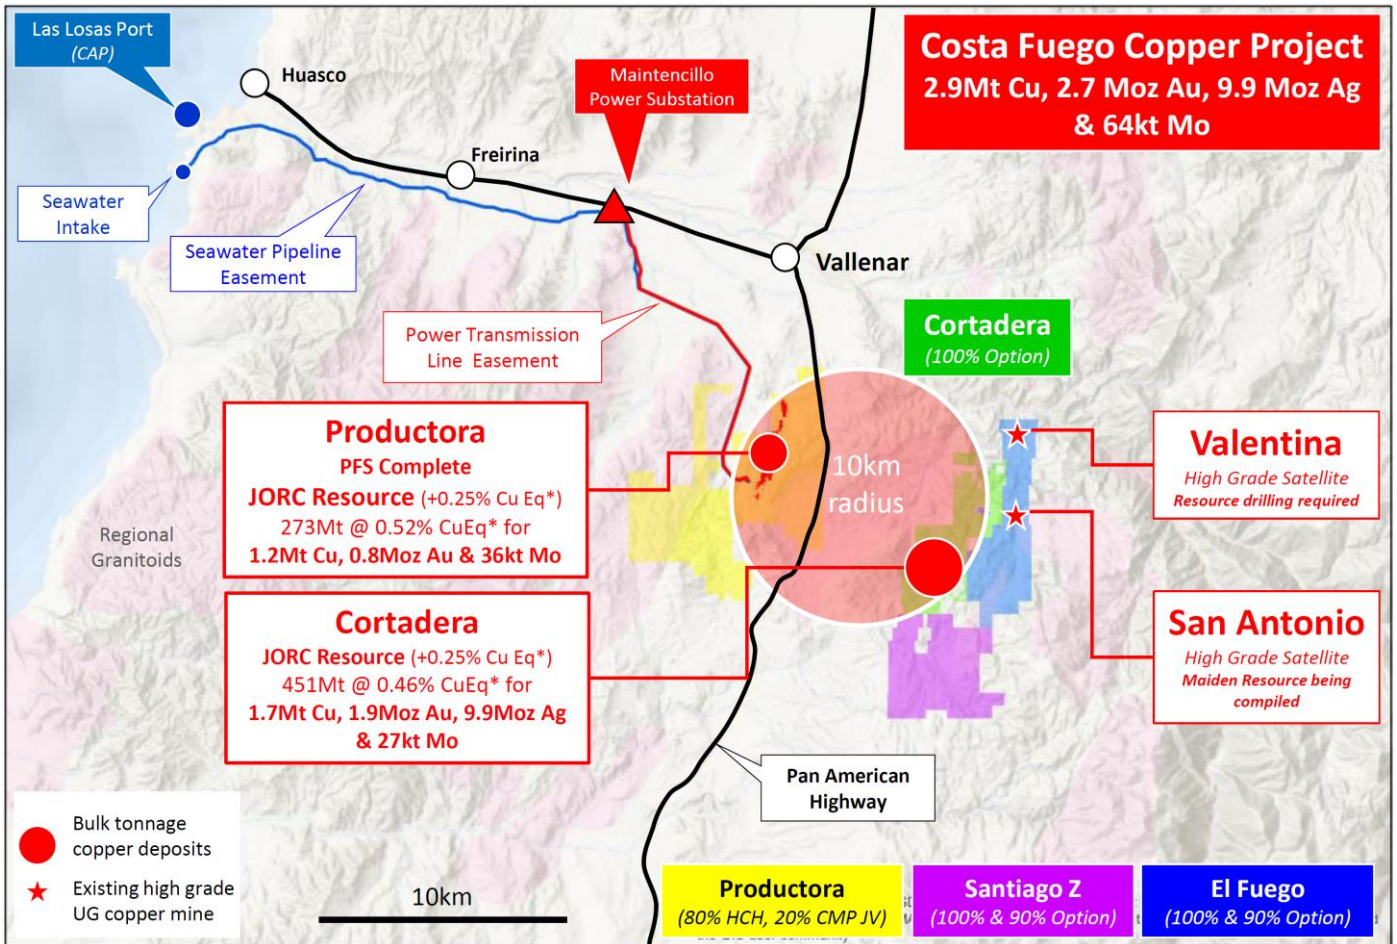 Las Losas Port
(CAP)
Huasco
Maintencillo
Power Substation
Costa Fuego Copper Project
2.9Mt Cu, 2.7 Moz Au, 9.9 Moz Ag
& 64kt Mo
Freirina
Seawater
Intake
Seawater Pipeline
Easement
Vallenar
Power Transmission
Line Easement
Cortadera
(100% Option)
Productora
PFS Complete
JORC Resource (+0.25% Cu Eq*)
273Mt @ 0.52% CuEq* for
1.2Mt Cu, 0.8Moz Au & 36kt Mo
10km
radius
Valentina
High Grade Satellite
Resource drilling required
Regional
Granitoids
Cortadera
JORC Resource (+0.25% Cu Eq*)
451Mt @ 0.46% CuEq* for
1.7Mt Cu, 1.9Moz Au, 9.9Moz Ag
& 27kt Mo
San Antonio
High Grade Satellite
Maiden Resource being
compiled
Pan American
Highway
Bulk tonnage
copper deposits
Existing high grade
UG copper mine
10km
Productora
(80% HCH, 20% CMP JV)
Santiago Z
(100% & 90% Option)
El Fuego
(100% & 90% Option)